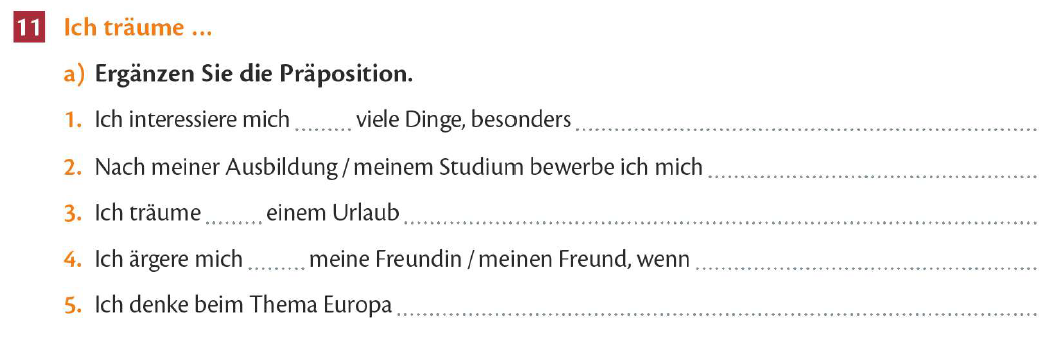 11 Ich träume ...
a) Ergänzen Sie die Präposition.
1. Ich interessiere mich ........ viele Dinge, besonders ........................................................................
2. Nach meiner Ausbildung / meinem Studium bewerbe ich mich ..................................................
3. Ich träume ........ einem Urlaub ..................................................................................................
4. Ich ärgere mich ........ meine Freundin / meinen Freund, wenn ....................................................
5. Ich denke beim Thema Europa ..................................................................................................